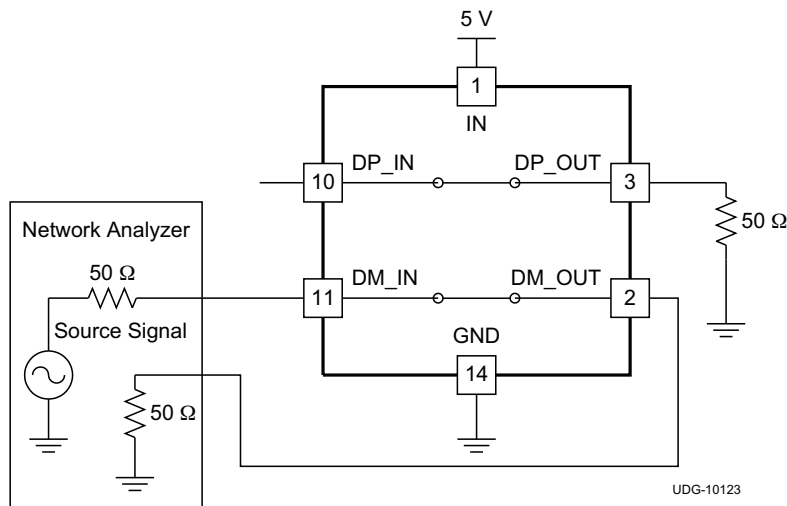 5 V
1
IN
DP_IN DP_OUT
10 3
50 Ω
Network Analyzer
50 Ω
DM_IN DM_OUT
11 2
Source Signal
GND
14
50 Ω
UDG-10123